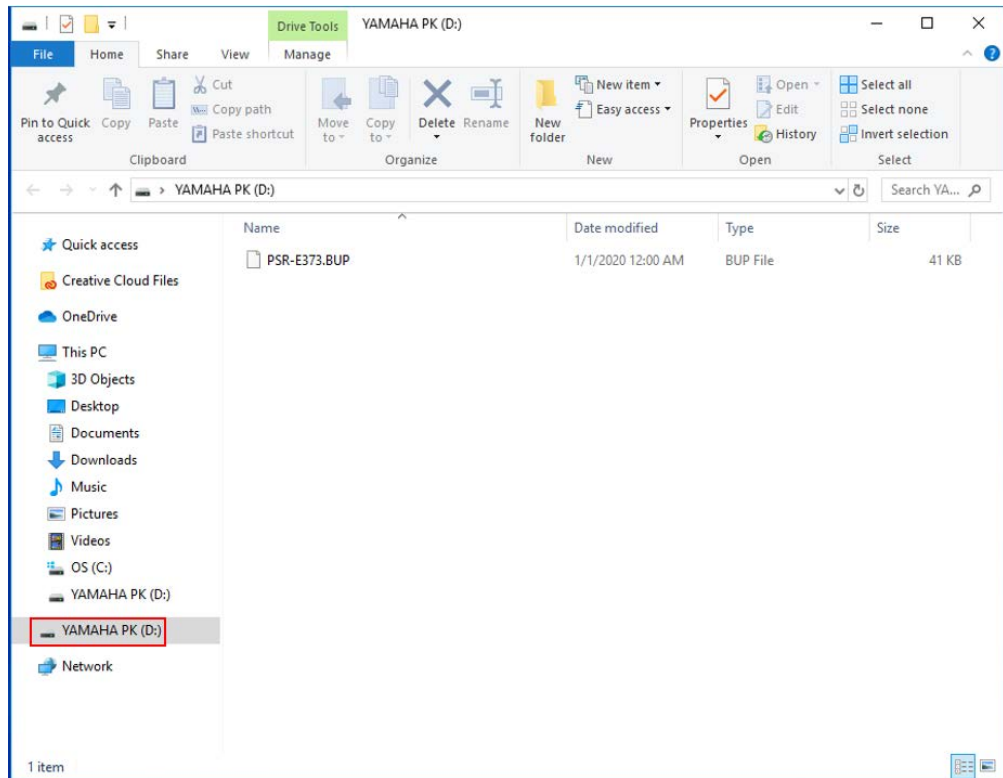 Drive Tools YAMAHA PK (D:)
File Home Share View Manage
Pin to Quick access
Copy
Paste
Cut
Copy path
Paste shortcut
Clipboard
Move to
Copy to
Delete
Rename
Organize
New folder
New item
Easy access
New
Properties
Open
Edit
History
Open
Select all
Select none
Invert selection
Select
YAMAHA PK (D:)
Search YA...
Name Date modified Type Size
PSR-E373.BUP 1/1/2020 12:00 AM BUP File 41 KB
Quick access
Creative Cloud Files
OneDrive
This PC
3D Objects
Desktop
Documents
Downloads
Music
Pictures
Videos
OS (C:)
YAMAHA PK (D:)
YAMAHA PK (D:)
Network
1 item